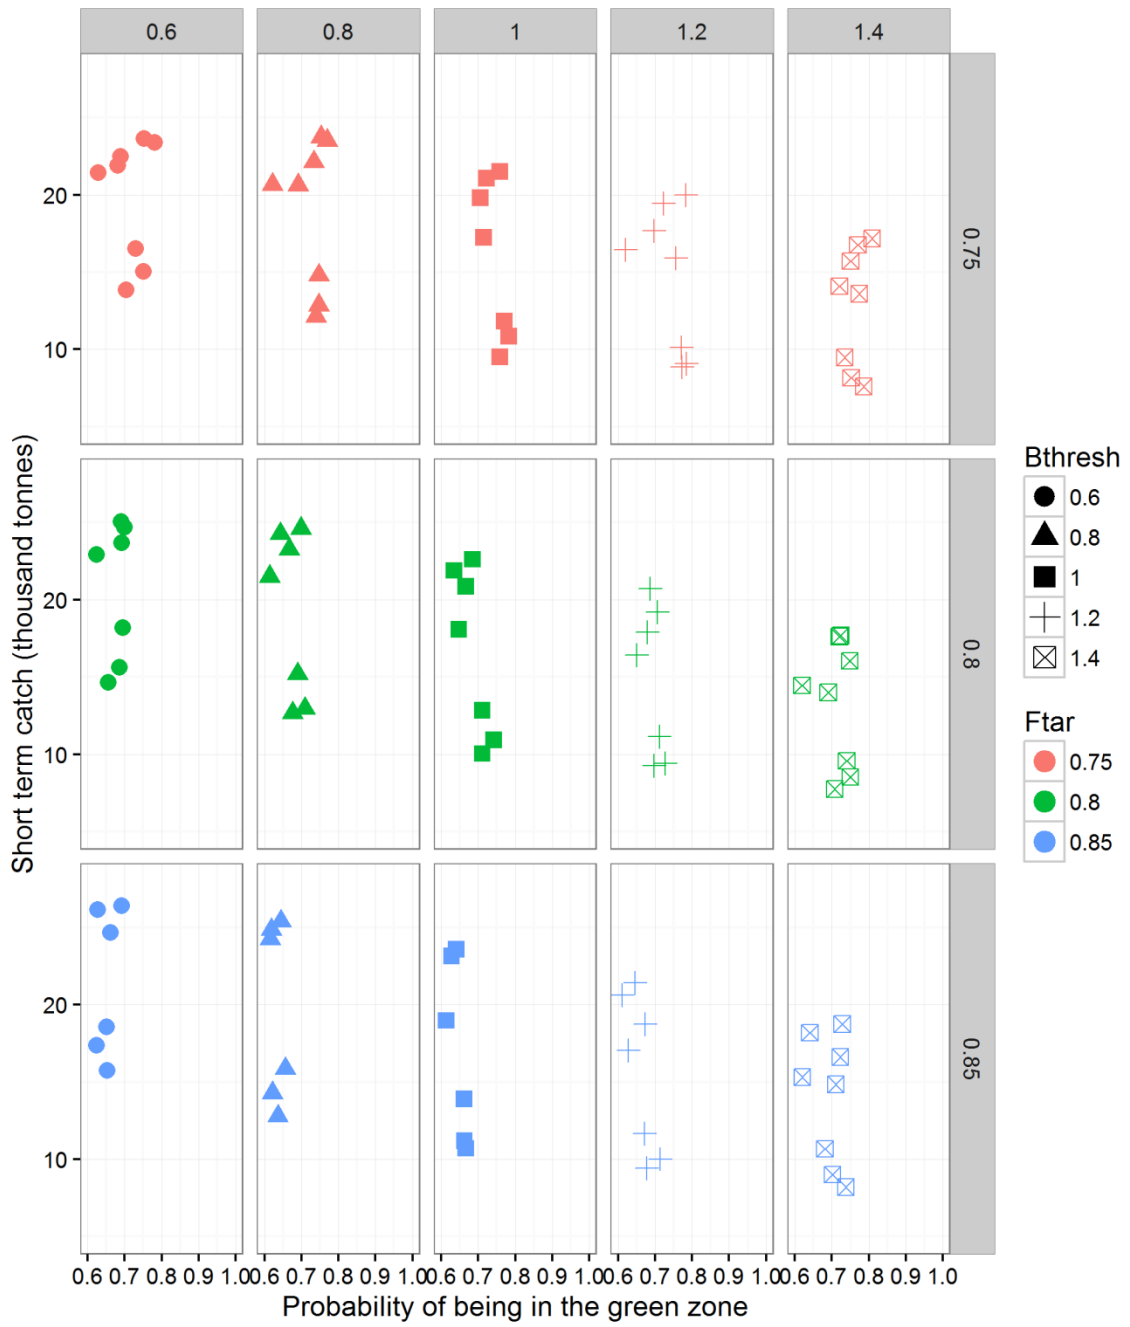 0.6 0.8 1 1.2 1.4
20
10
0.75
Short term catch (thousand tonnes)
20
10
0.8
20
10
0.85
0.6 0.7 0.8 0.9 1.0 0.6 0.7 0.8 0.9 1.0 0.6 0.7 0.8 0.9 1.0 0.6 0.7 0.8 0.9 1.0 0.6 0.7 0.8 0.9 1.0
Probability of being in the green zone
Bthresh
0.6
0.8
1
1.2
1.4
Ftar
0.75
0.8
0.85